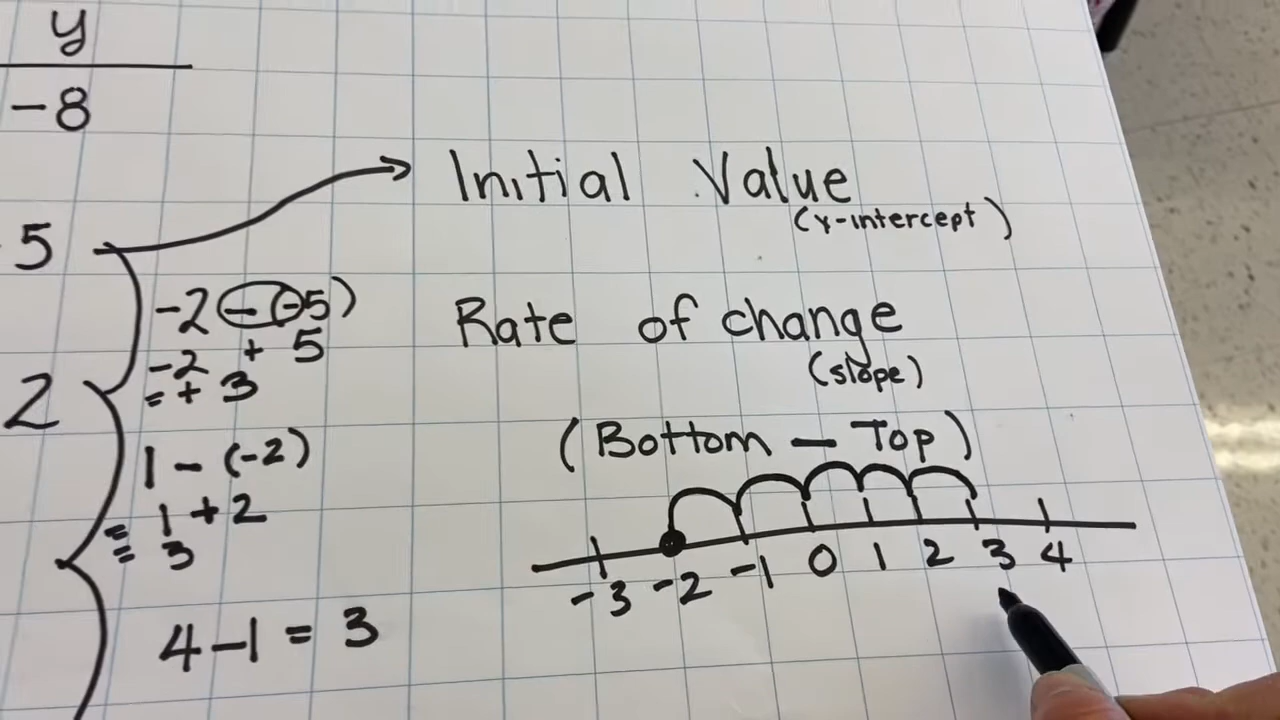 y
-8
Initial Value
(y-intercept)
5
-2 - (-5)
-2 + 5
= + 3
Rate of change
(slope)
2
1 - (-2)
= 1 + 2
= 3
(Bottom - Top)
-3 -2 -1 0 1 2 3 4
4 - 1 = 3